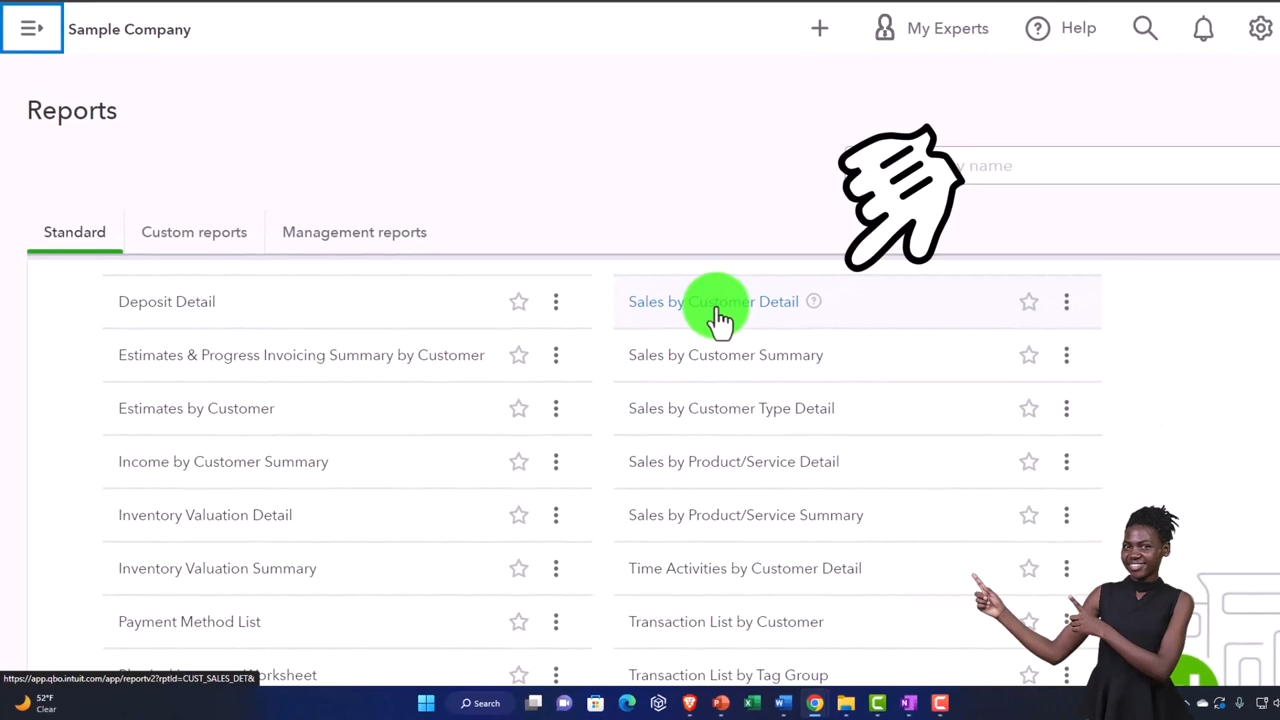 Sample Company
My Experts
Help
Reports
name
Standard
Custom reports
Management reports
Deposit Detail
Sales by Customer Detail
Estimates & Progress Invoicing Summary by Customer
Sales by Customer Summary
Estimates by Customer
Sales by Customer Type Detail
Income by Customer Summary
Sales by Product/Service Detail
Inventory Valuation Detail
Sales by Product/Service Summary
Inventory Valuation Summary
Time Activities by Customer Detail
Payment Method List
Transaction List by Customer
Worksheet
Transaction List by Tag Group
https://app.qbo.intuit.com/app/reportv2?rptId=CUST_SALES_DET&
52°F
Clear
Search